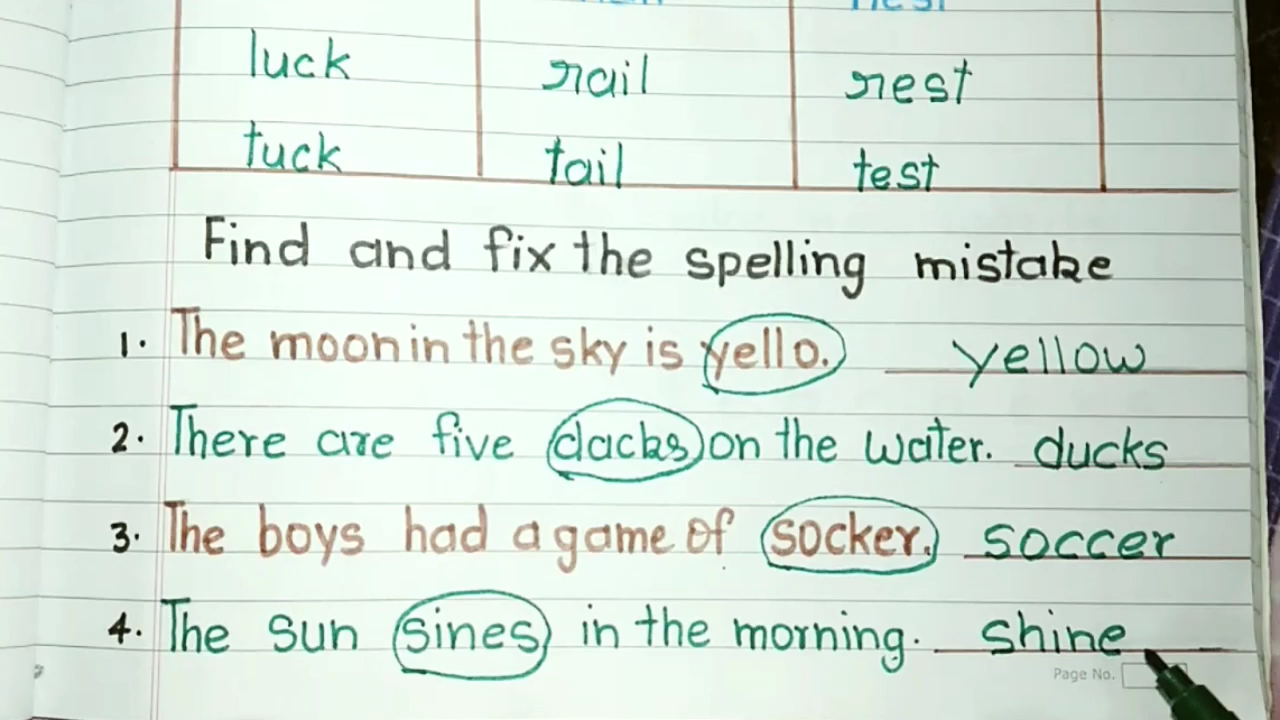 luck rail rest
tuck tail test
Find and fix the spelling mistake
1. The moon in the sky is yello. yellow
2. There are five dacks on the water. ducks
3. The boys had a game of socker. soccer
4. The sun sines in the morning. shine
Page No.